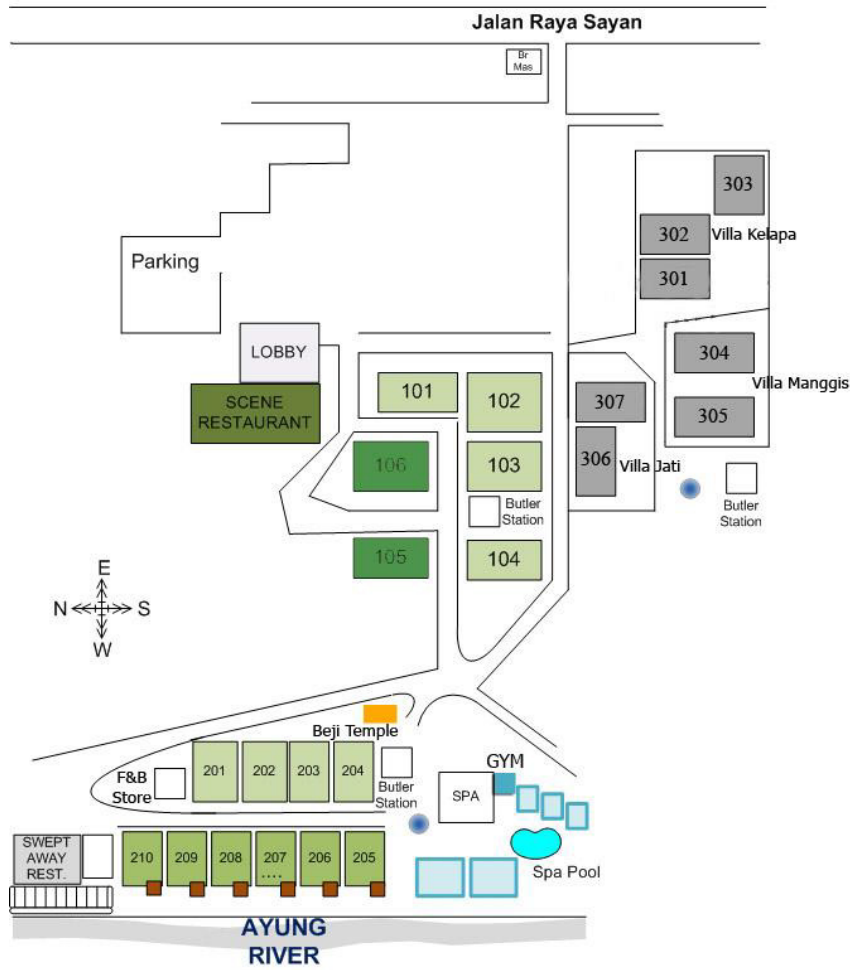 Jalan Raya Sayan
Br
Mas
303
302
Villa Kelapa
301
Parking
LOBBY
304
Villa Manggis
SCENE
RESTAURANT
101
102
307
305
106
103
306
Villa Jati
Butler
Station
Butler
Station
105
104
E
N
S
W
Beji Temple
201
202
203
204
F&B
Store
Butler
Station
GYM
SPA
SWEPT
AWAY
REST.
210
209
208
207
....
206
205
Spa Pool
AYUNG
RIVER